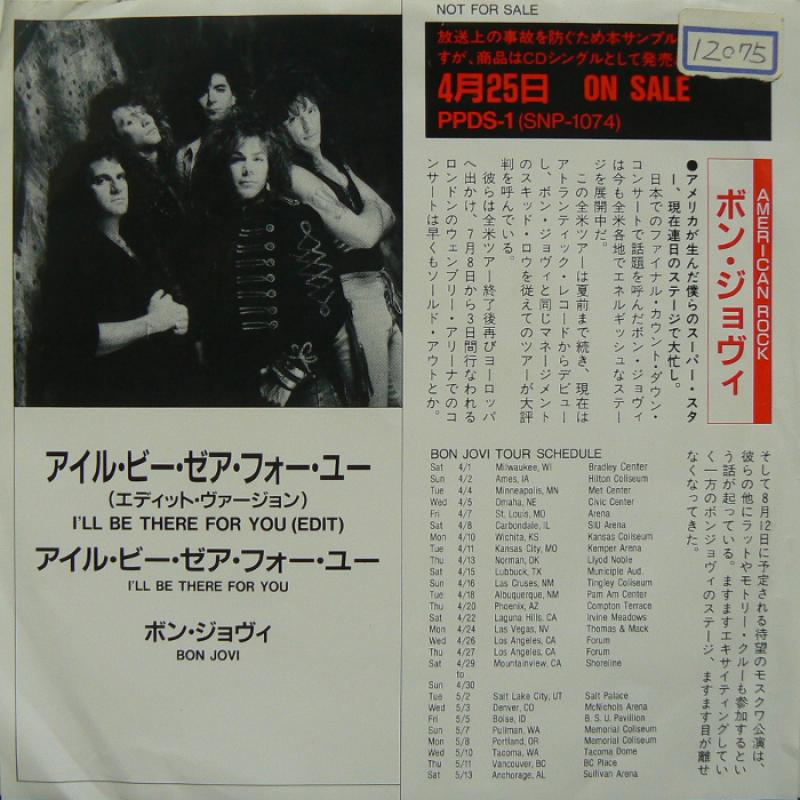 NOT FOR SALE
放送上の事故を防ぐため本サンプル
すが、商品はCDシングルとして発売
12075
4月25日 ON SALE
PPDS-1 (SNP-1074)
AMERICAN ROCK
ボン・ジョヴィ
●アメリカが生んだ僕らのスーパー・スタ
ー、現在連日のステージで大忙し。
日本でのファイナル・カウント・ダウン・
コンサートで話題を呼んだボン・ジョヴィ
は今も全米各地でエネルギッシュなステー
ジを展開中だ。
この全米ツアーは夏前まで続き、現在は
アトランティック・レコードからデビュー
し、ボン・ジョヴィと同じマネージメント
のスキッド・ロウを従えてのツアーが大評
判を呼んでいる。
彼らは全米ツアー終了後再びヨーロッパ
へ出かけ、7月8日から3日間行なわれる
ロンドンのウェンブリー・アリーナでのコ
ンサートは早くもソールド・アウトとか。
そして8月12日に予定される待望のモスクワ公演は、
彼らの他にラットやモトリー・クルーも参加するとい
う話が起っている。ますますエキサイティングしてい
く一方のボンジョヴィのステージ、ますます目が離せ
なくなってきた。
アイル・ビー・ゼア・フォー・ユー
(エディット・ヴァージョン)
I'LL BE THERE FOR YOU (EDIT)
アイル・ビー・ゼア・フォー・ユー
I'LL BE THERE FOR YOU
ボン・ジョヴィ
BON JOVI
BON JOVI TOUR SCHEDULE
Sat 4/1 Milwaukee, WI Bradley Center
Sun 4/2 Ames, IA Hilton Coliseum
Tue 4/4 Minneapolis, MN Met Center
Wed 4/5 Omaha, NE Civic Center
Fri 4/7 St. Louis, MO Arena
Sat 4/8 Carbondale, IL SIU Arena
Mon 4/10 Wichita, KS Kansas Coliseum
Tue 4/11 Kansas City, MO Kemper Arena
Thu 4/13 Norman, OK Llyod Noble
Sat 4/15 Lubbuck, TX Municiple Aud.
Sun 4/16 Las Cruses, NM Tingley Coliseum
Tue 4/18 Albuquerque, NM Pam Am Center
Thu 4/20 Phoenix, AZ Compton Terrace
Sat 4/22 Laguna Hills, CA Irvine Meadows
Mon 4/24 Las Vegas, NV Thomas & Mack
Wed 4/26 Los Angeles, CA Forum
Thu 4/27 Los Angeles, CA Forum
Sat 4/29 Mountainview, CA Shoreline
to
Sun 4/30
Tue 5/2 Salt Lake City, UT Salt Palace
Wed 5/3 Denver, CO McNichols Arena
Fri 5/5 Boise, ID B. S. U. Pavillion
Sun 5/7 Pullman, WA Memorial Coliseum
Mon 5/8 Portland, OR Memorial Coliseum
Wed 5/10 Tacoma, WA Tacoma Dome
Thu 5/11 Vancouver, BC BC Place
Sat 5/13 Anchorage, AL Sullivan Arena